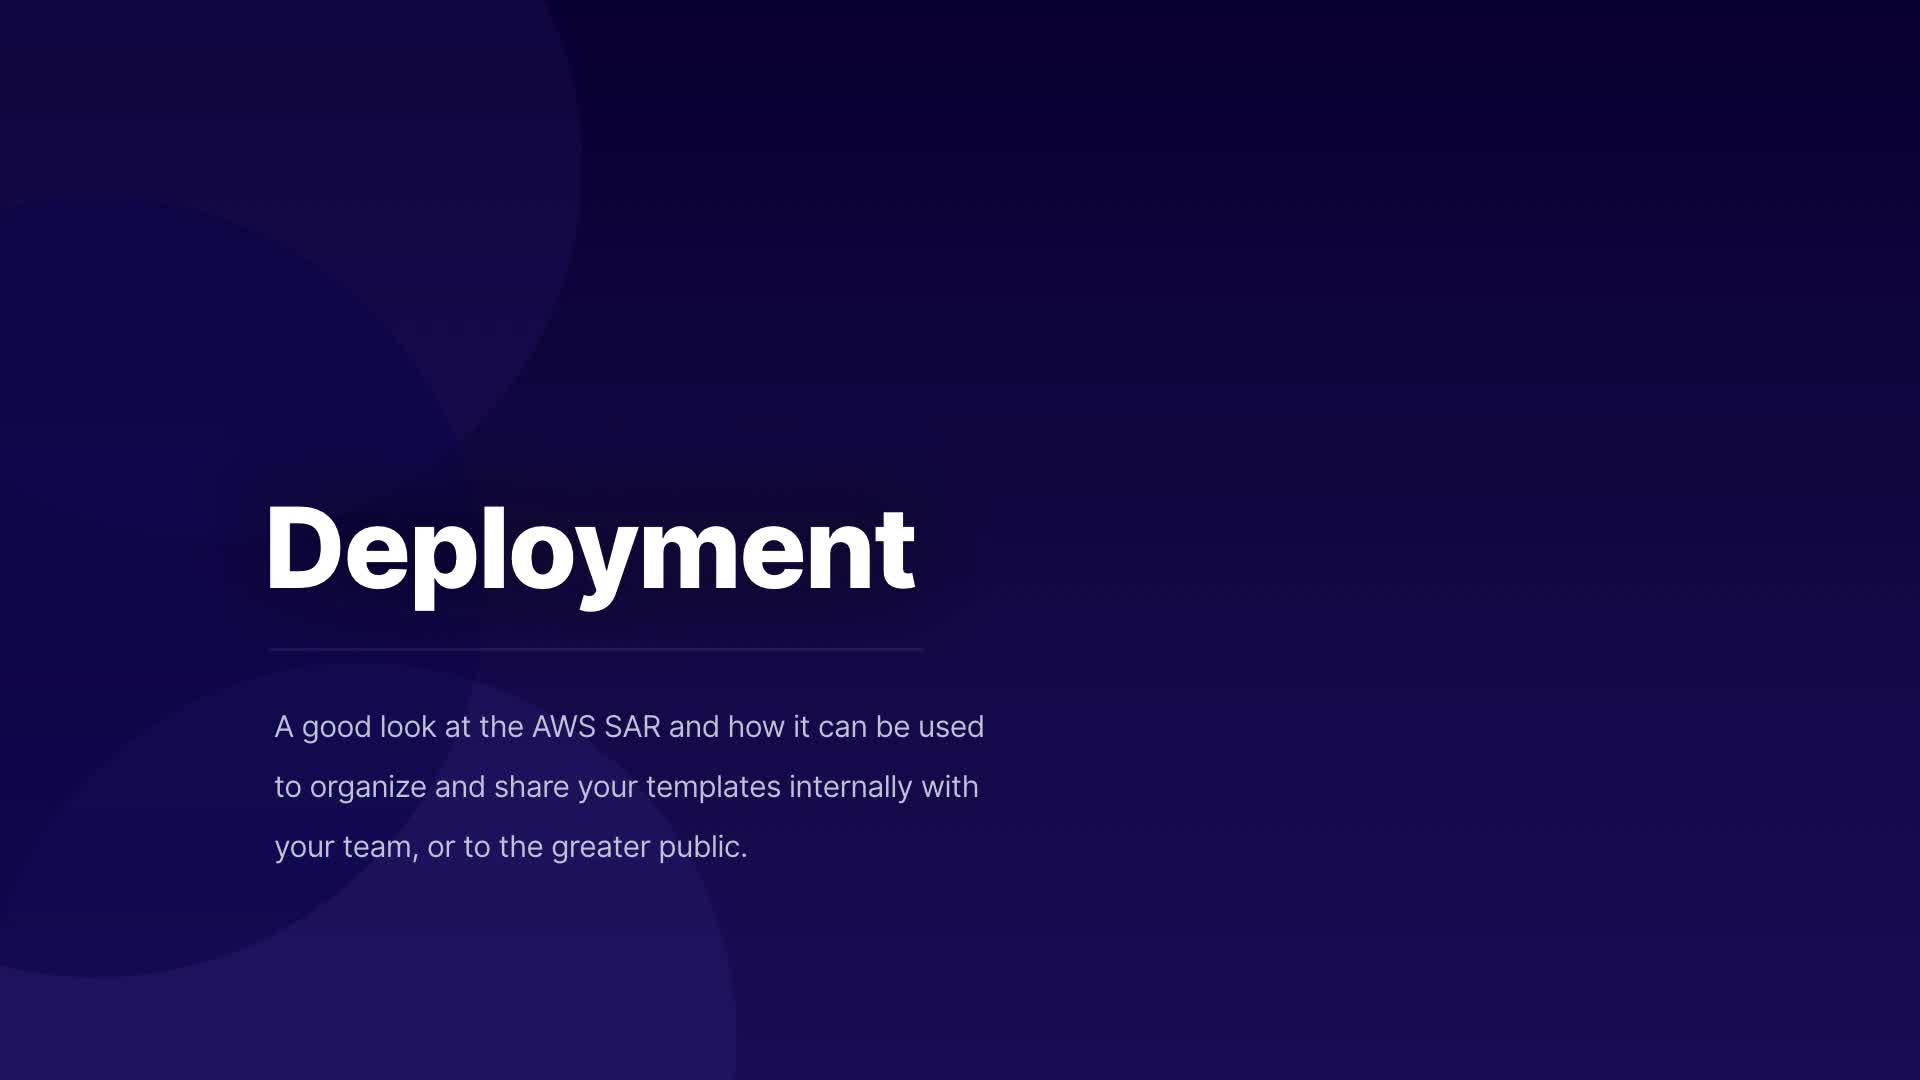 Deployment
A good look at the AWS SAR and how it can be used
to organize and share your templates internally with
your team, or to the greater public.